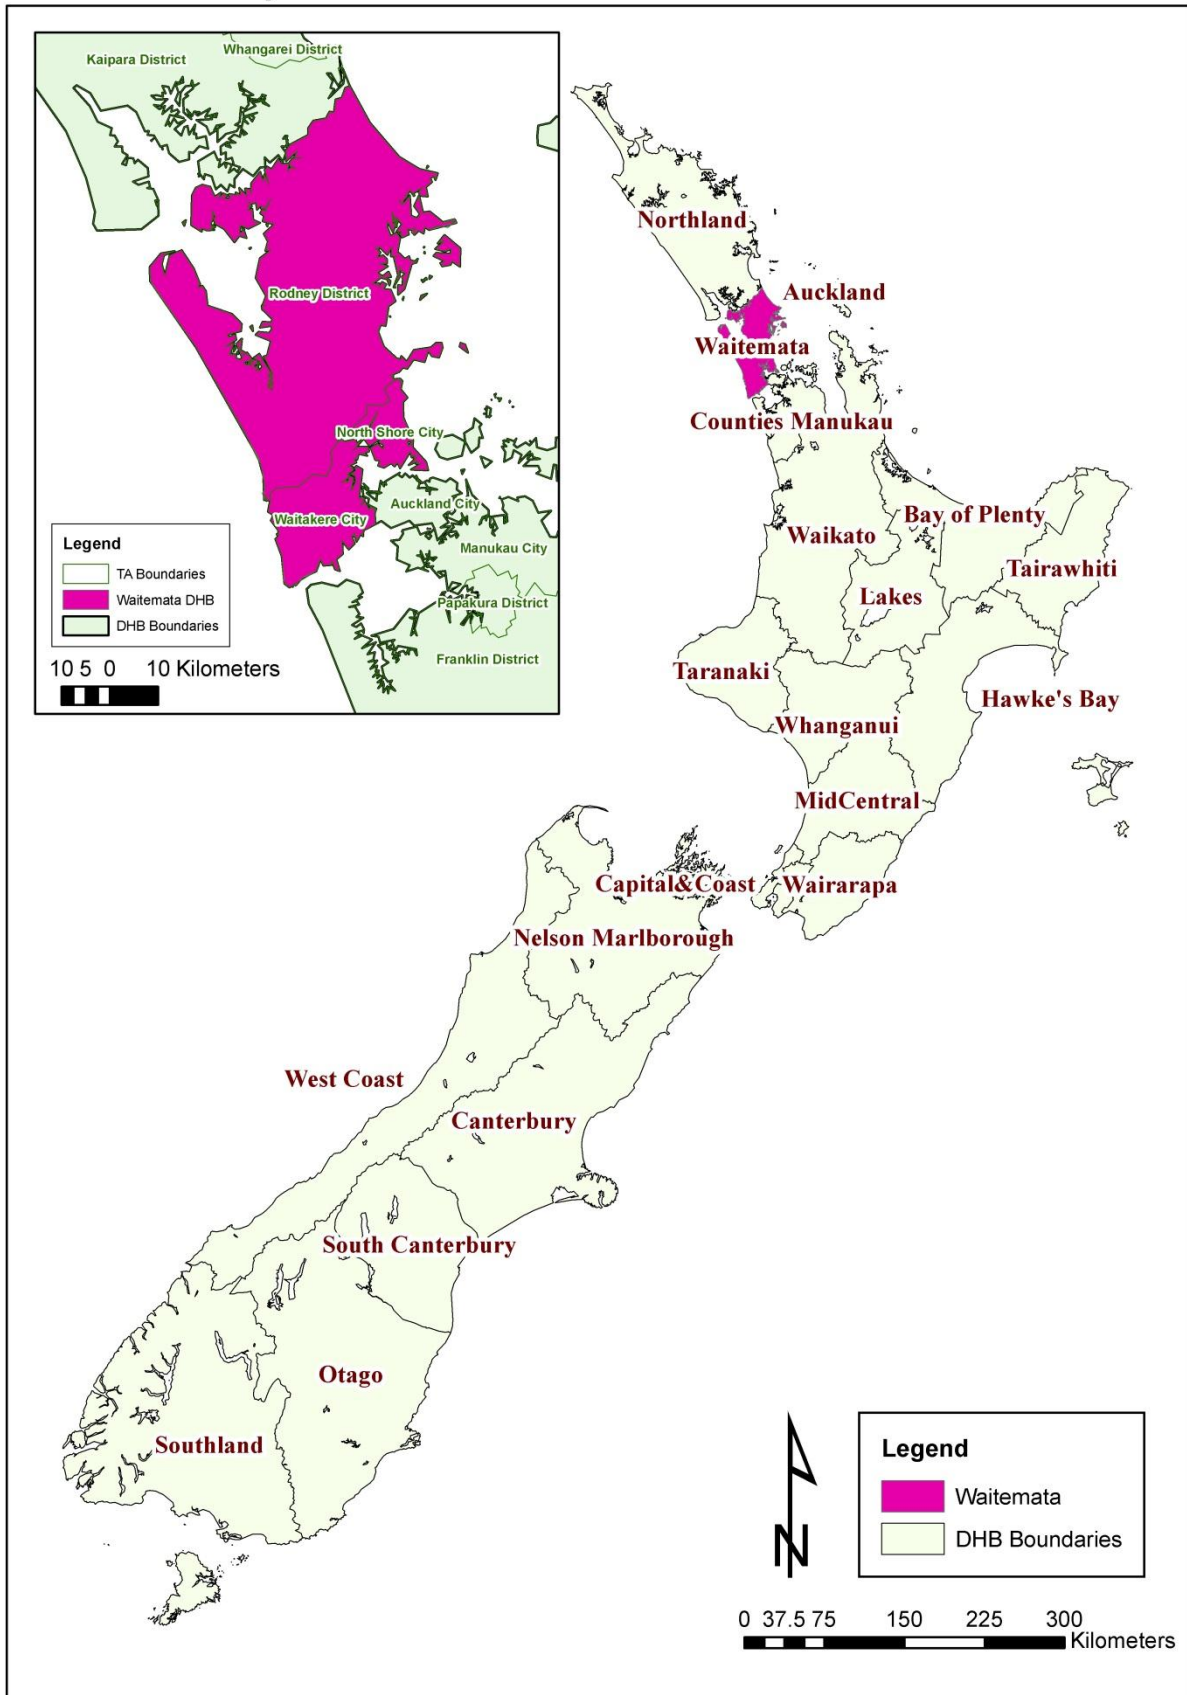 Whangarei District
Kaipara District
Rodney District
North Shore City
Auckland City
Waitakere City
Manukau City
Papakura District
Franklin District
Legend
TA Boundaries
Waitemata DHB
DHB Boundaries
10 5 0 10 Kilometers
Northland
Auckland
Waitemata
Counties Manukau
Bay of Plenty
Waikato
Tairawhiti
Lakes
Taranaki
Hawke's Bay
Whanganui
MidCentral
Capital&Coast
Wairarapa
Nelson Marlborough
West Coast
Canterbury
South Canterbury
Otago
Southland
N
Legend
Waitemata
DHB Boundaries
0 37.5 75 150 225 300
Kilometers